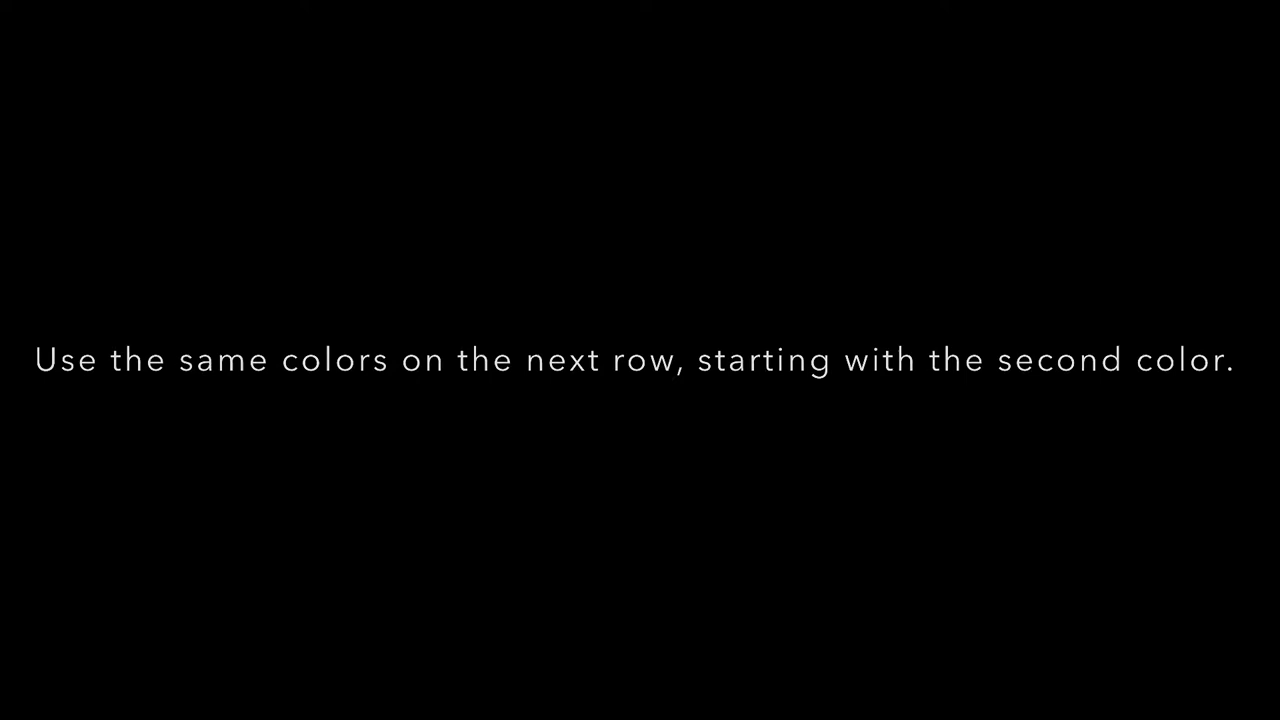 Use the same colors on the next row, starting with the second color.